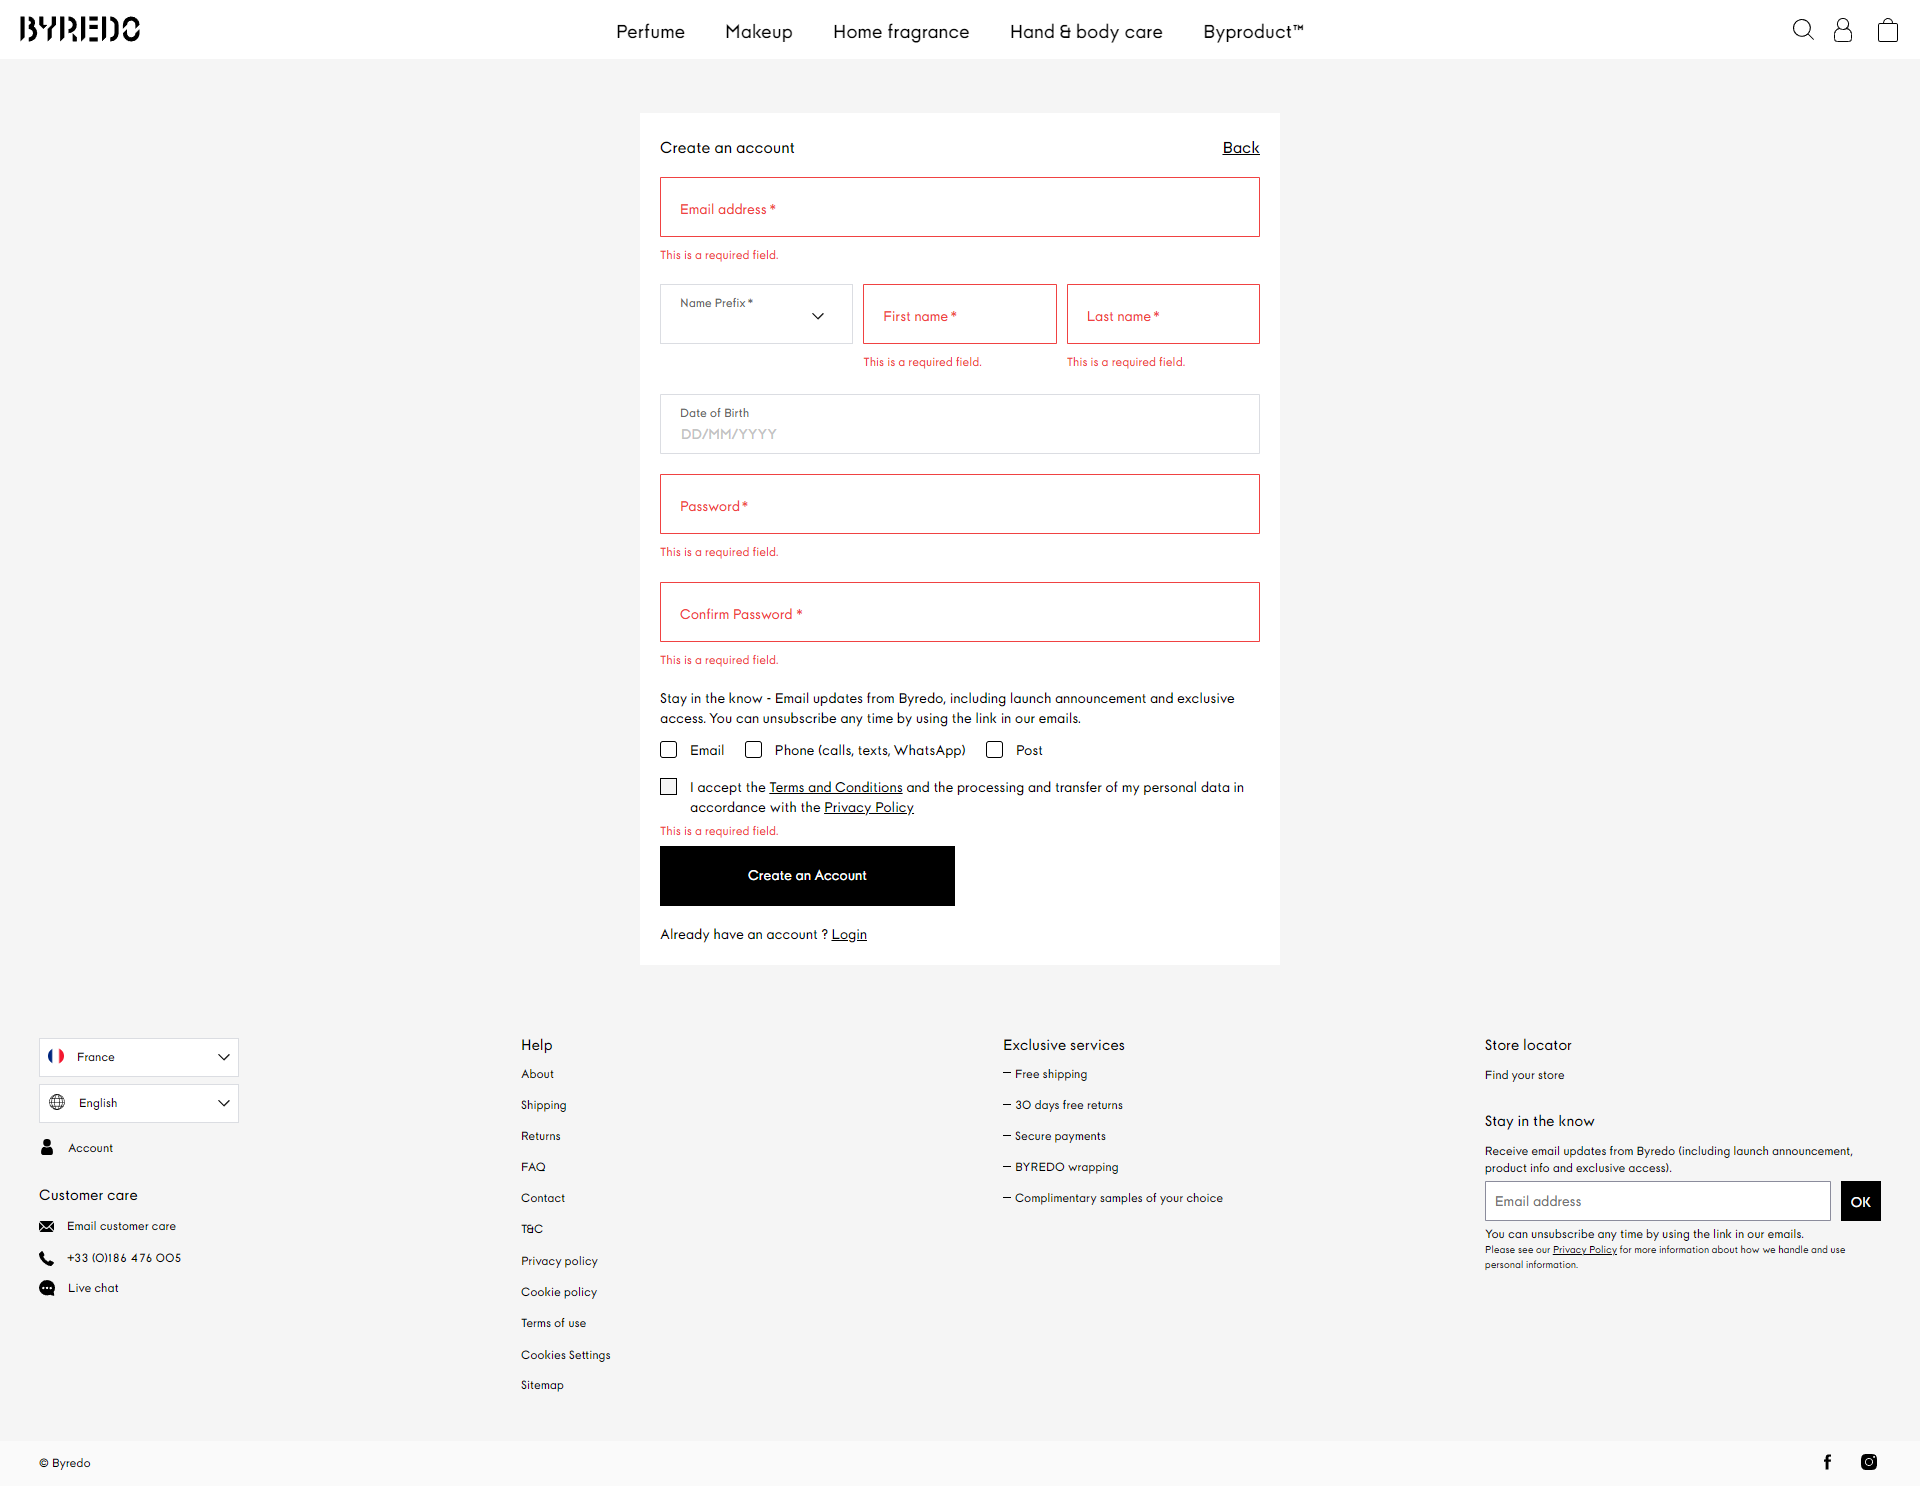 BYREDO
Perfume Makeup Home fragrance Hand & body care Byproduct™
Create an account Back
Email address *
This is a required field.
Name Prefix *
First name *
Last name *
This is a required field. This is a required field.
Date of Birth
DD/MM/YYYY
Password *
This is a required field.
Confirm Password *
This is a required field.
Stay in the know - Email updates from Byredo, including launch announcement and exclusive
access. You can unsubscribe any time by using the link in our emails.
Email Phone (calls, texts, WhatsApp) Post
I accept the Terms and Conditions and the processing and transfer of my personal data in
accordance with the Privacy Policy
This is a required field.
Create an Account
Already have an account ? Login
France
English
Account
Customer care
Email customer care
+33 (0)186 476 005
Live chat
Help
About
Shipping
Returns
FAQ
Contact
T&C
Privacy policy
Cookie policy
Terms of use
Cookies Settings
Sitemap
Exclusive services
— Free shipping
— 30 days free returns
— Secure payments
— BYREDO wrapping
— Complimentary samples of your choice
Store locator
Find your store
Stay in the know
Receive email updates from Byredo (including launch announcement,
product info and exclusive access).
Email address OK
You can unsubscribe any time by using the link in our emails.
Please see our Privacy Policy for more information about how we handle and use
personal information.
© Byredo